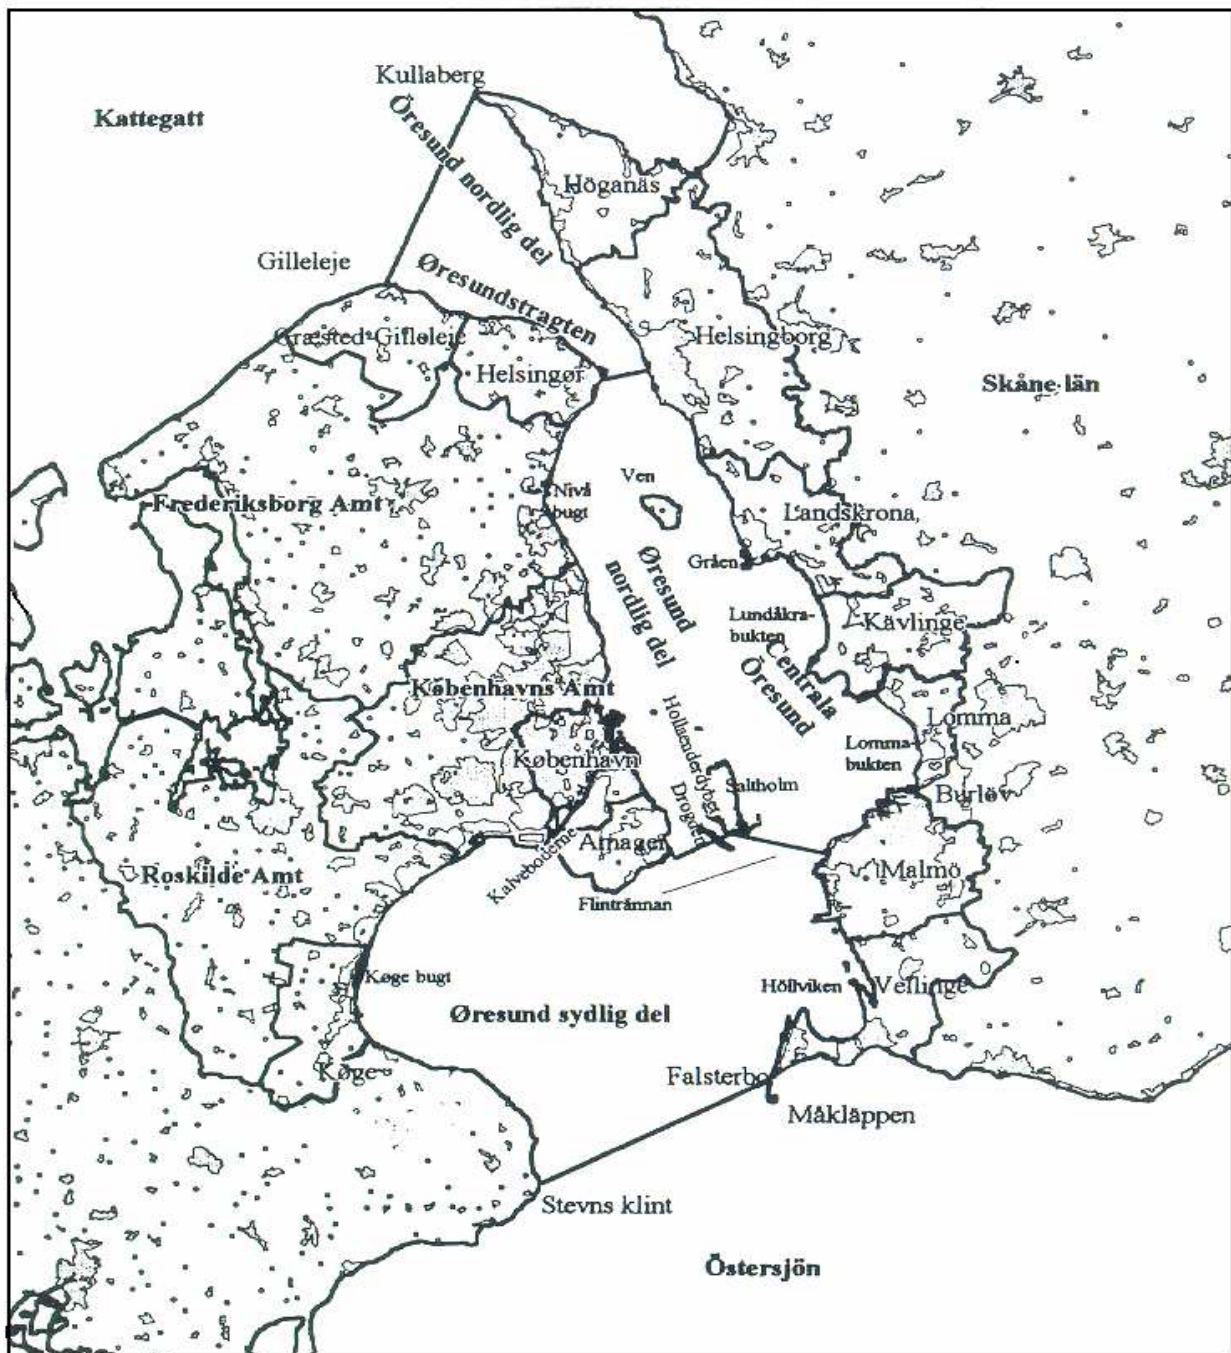 Kullaberg
Kattegatt
Öresund nordlig del
Höganäs
Gilleleje
Øresundstragten
Græsted-Gilleleje
Helsingborg
Helsingør
Skåne län
Ven
Nivå
bugt
Frederiksborg Amt
Landskrona
Gråen
Øresund
nordlig del
Lundåkra-
bukten
Kävlinge
Centrala
Öresund
Københavns Amt
Hollænderdybet
Lomma
Lomma-
bukten
København
Drogden
Saltholm
Burlöv
Amager
Kalveboderne
Malmö
Roskilde Amt
Flintrännan
Køge bugt
Höllviken
Vellinge
Øresund sydlig del
Køge
Falsterbo
Måkläppen
Stevns klint
Östersjön